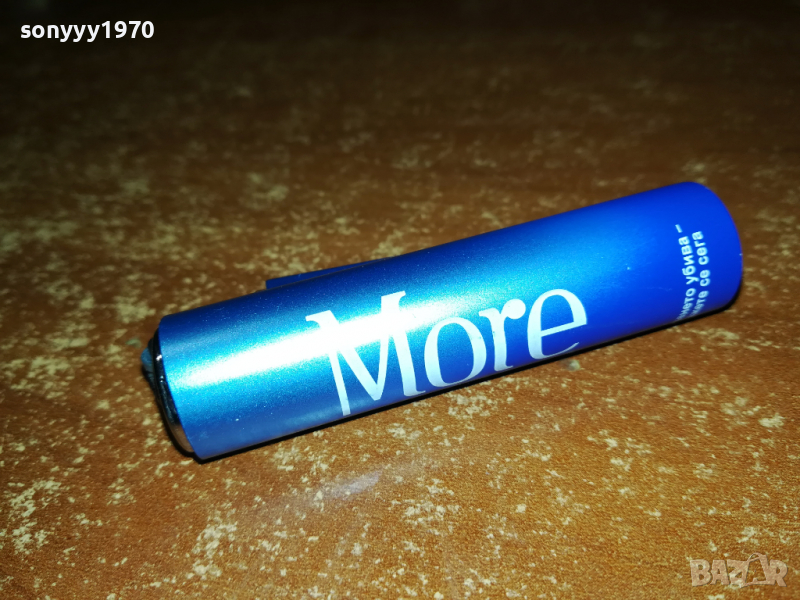 sonyyy1970
More
убива -
се сега
BAZAR